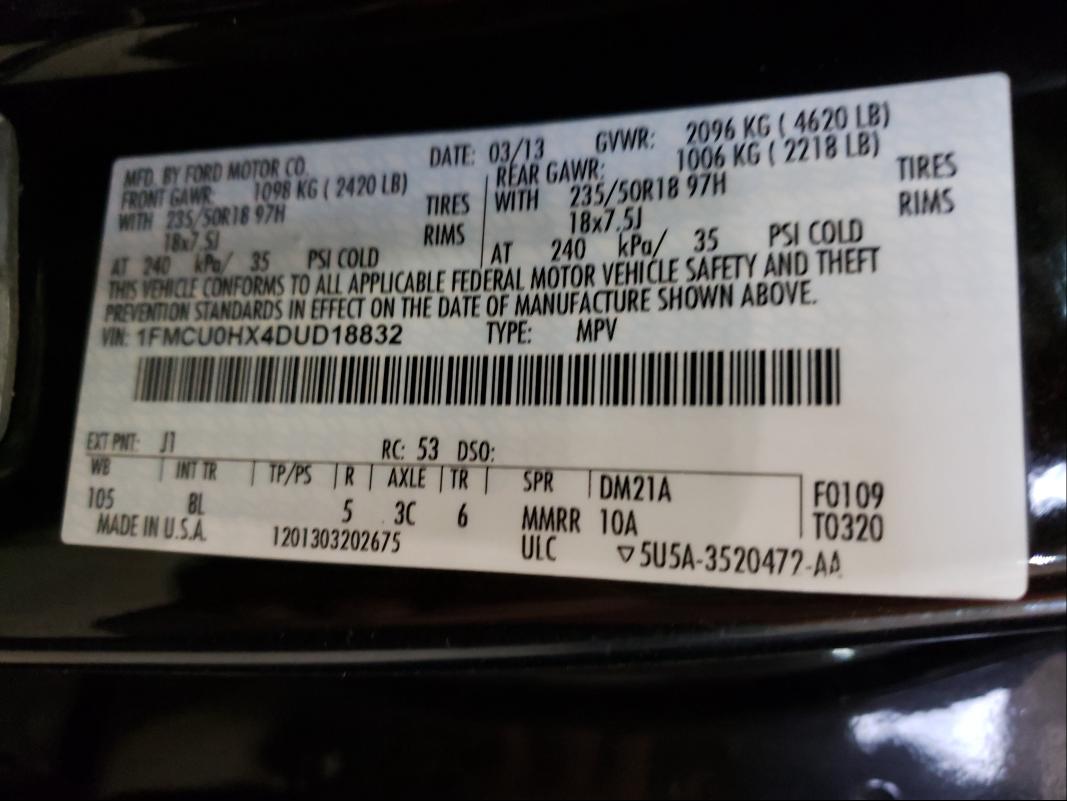 MFD. BY FORD MOTOR CO. DATE: 03/13 GVWR: 2096 KG ( 4620 LB)
FRONT GAWR: 1098 KG ( 2420 LB) REAR GAWR: 1006 KG ( 2218 LB)
WITH 235/50R18 97H TIRES WITH 235/50R18 97H TIRES
18x7.5J RIMS 18x7.5J RIMS
AT 240 kPa/ 35 PSI COLD AT 240 kPa/ 35 PSI COLD
THIS VEHICLE CONFORMS TO ALL APPLICABLE FEDERAL MOTOR VEHICLE SAFETY AND THEFT
PREVENTION STANDARDS IN EFFECT ON THE DATE OF MANUFACTURE SHOWN ABOVE.
VIN: 1FMCU0HX4DUD18832 TYPE: MPV
EXT PNT: J1 RC: 53 DSO:
WB INT TR TP/PS R AXLE TR SPR DM21A F0109
105 8L 5 3C 6 MMRR 10A T0320
MADE IN U.S.A. 1201303202675 ULC ▽5U5A-3520472-AA